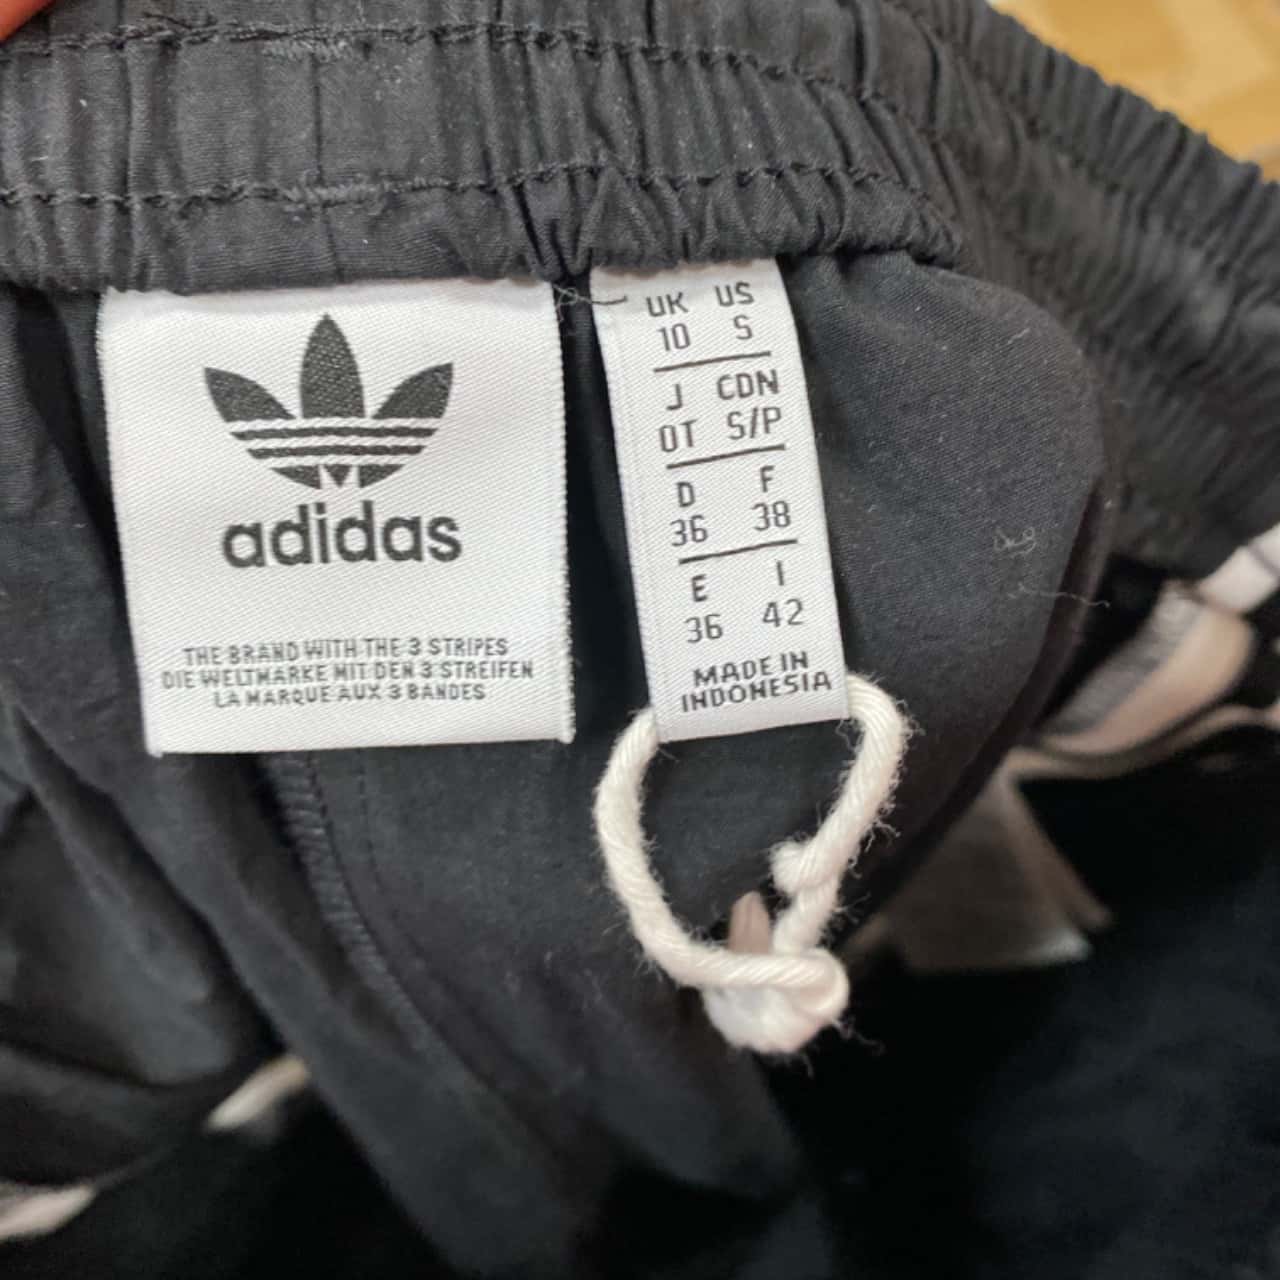 adidas
THE BRAND WITH THE 3 STRIPES
DIE WELTMARKE MIT DEN 3 STREIFEN
LA MARQUE AUX 3 BANDES
UK US
10 S
J CDN
OT S/P
D F
36 38
E I
36 42
MADE IN
INDONESIA